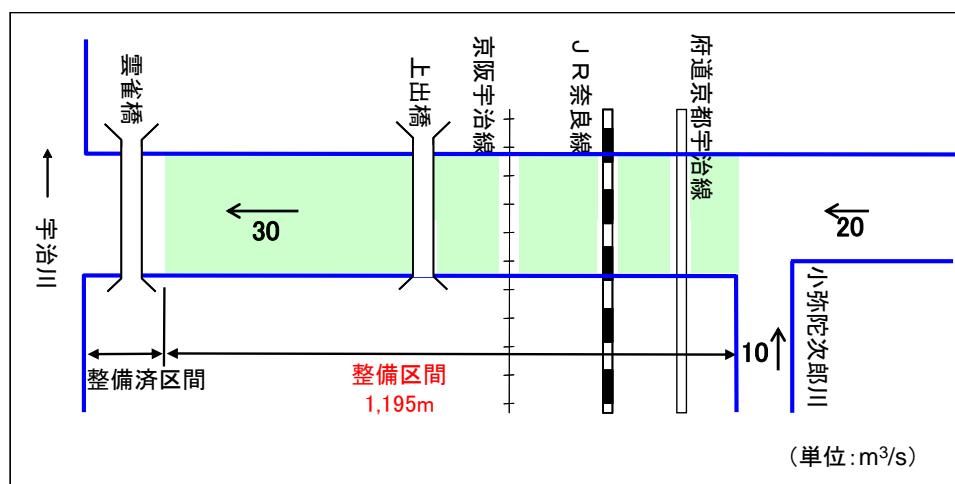 雲雀橋
上出橋
京阪宇治線
JR奈良線
府道京都宇治線
宇治川
30
20
10
小弥陀次郎川
整備済区間
整備区間
1,195m
（単位：m³/s）